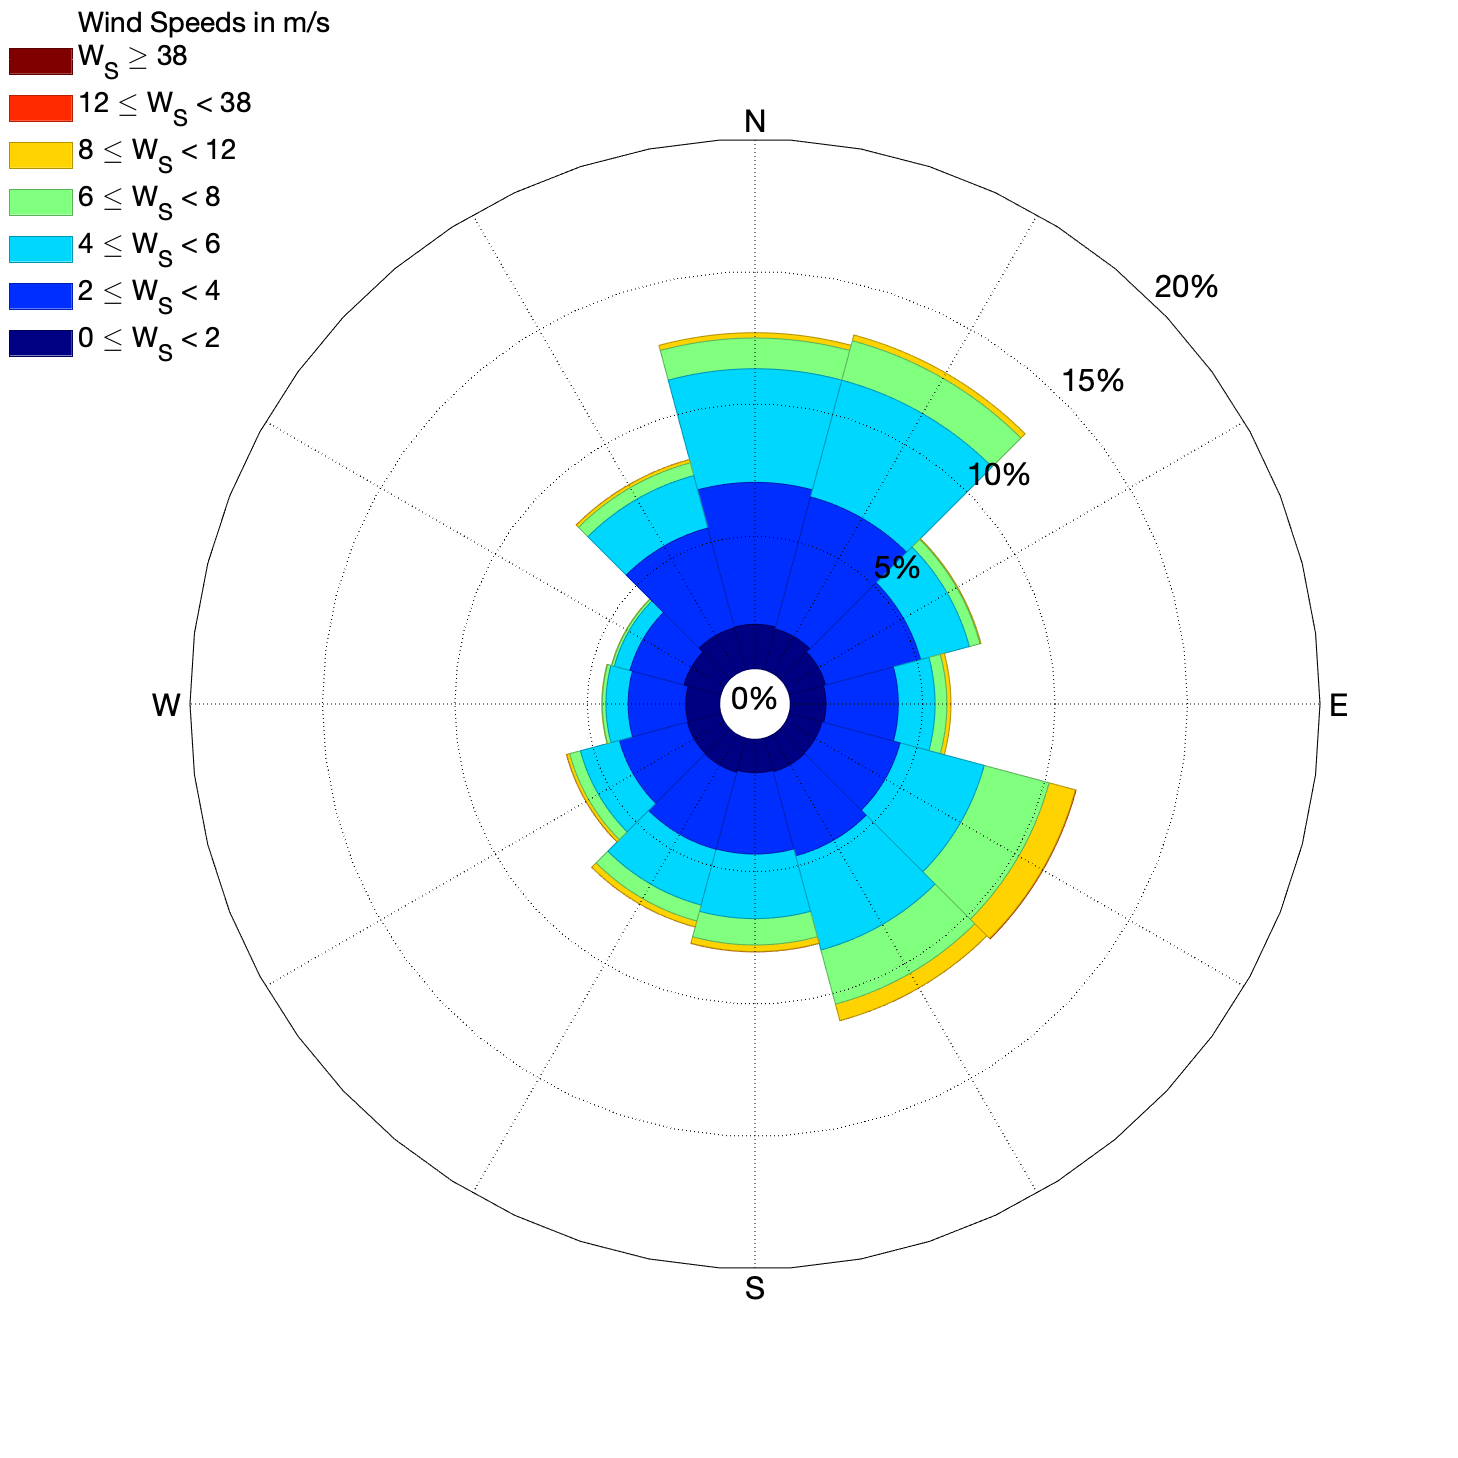 Wind Speeds in m/s
W_S ≥ 38
12 ≤ W_S < 38
8 ≤ W_S < 12
6 ≤ W_S < 8
4 ≤ W_S < 6
2 ≤ W_S < 4
0 ≤ W_S < 2
N
20%
15%
10%
5%
0%
W
E
S